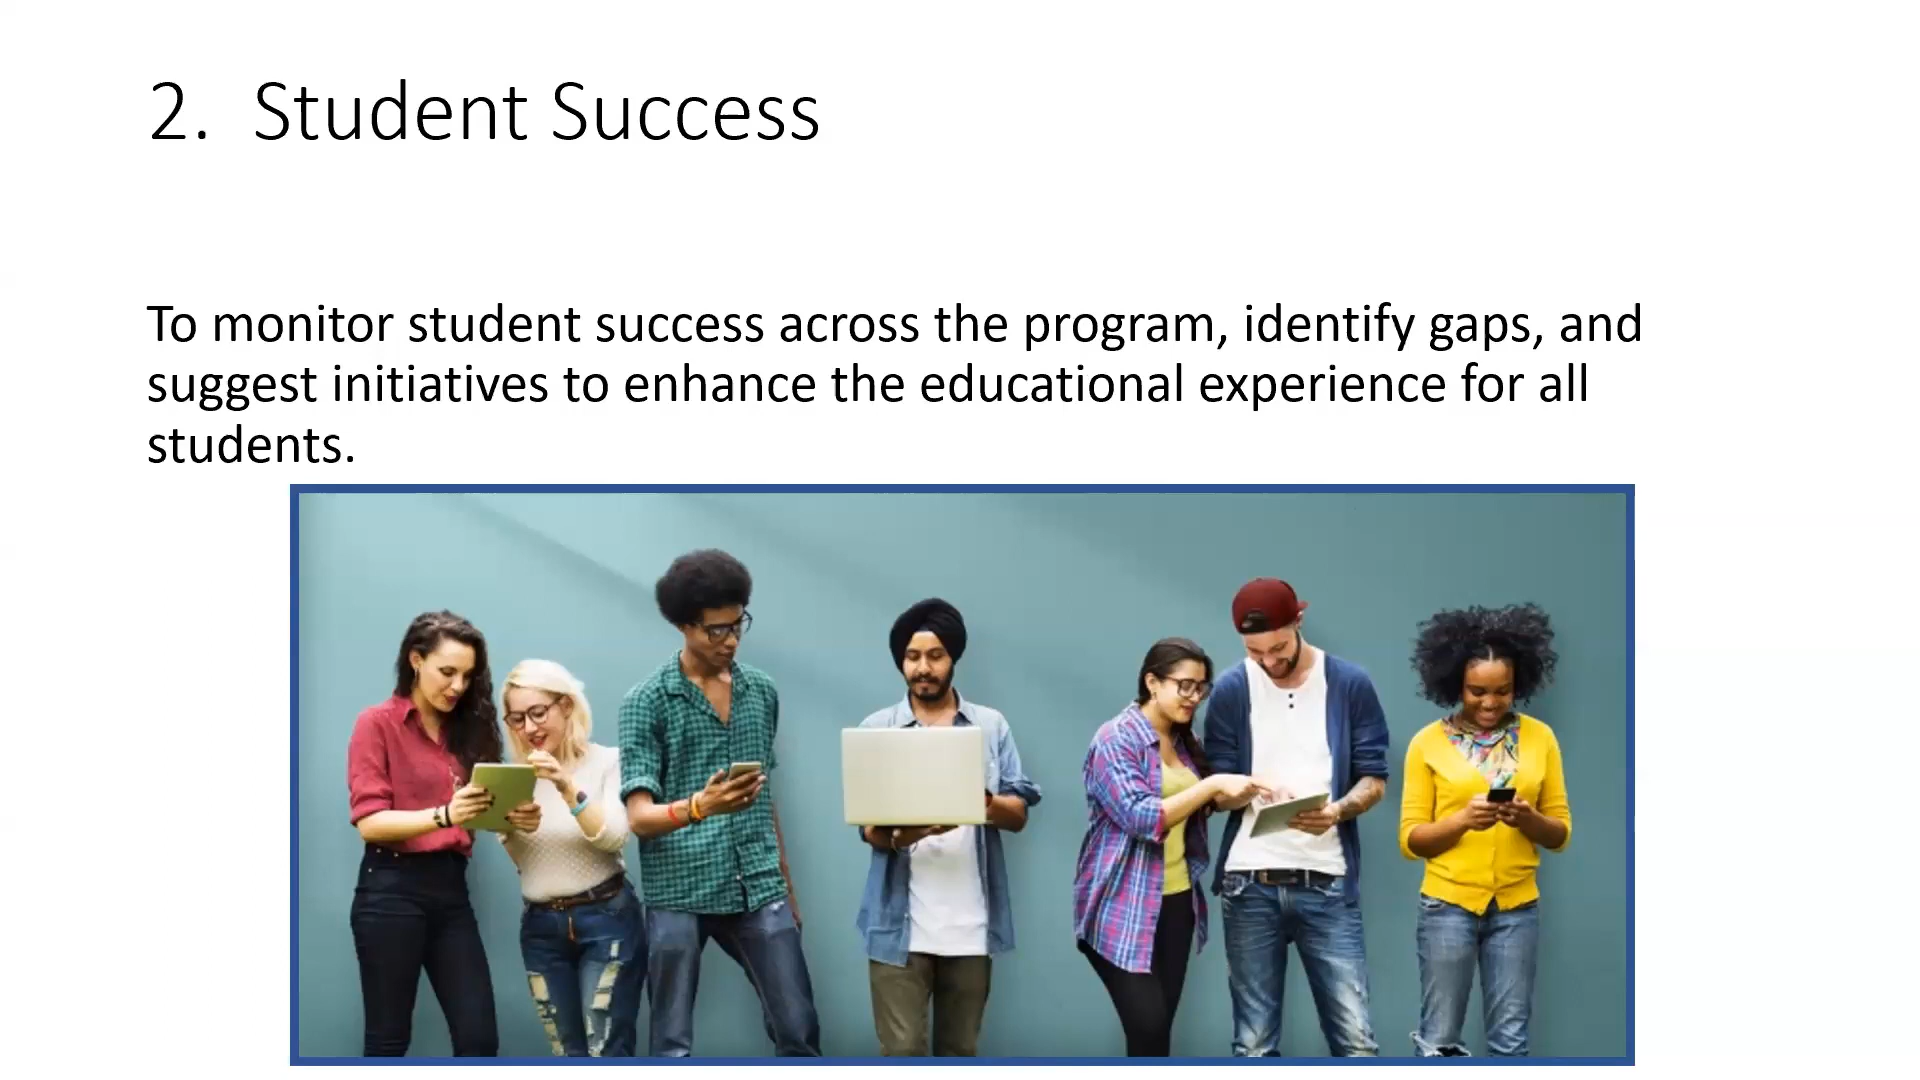 2. Student Success
To monitor student success across the program, identify gaps, and
suggest initiatives to enhance the educational experience for all
students.